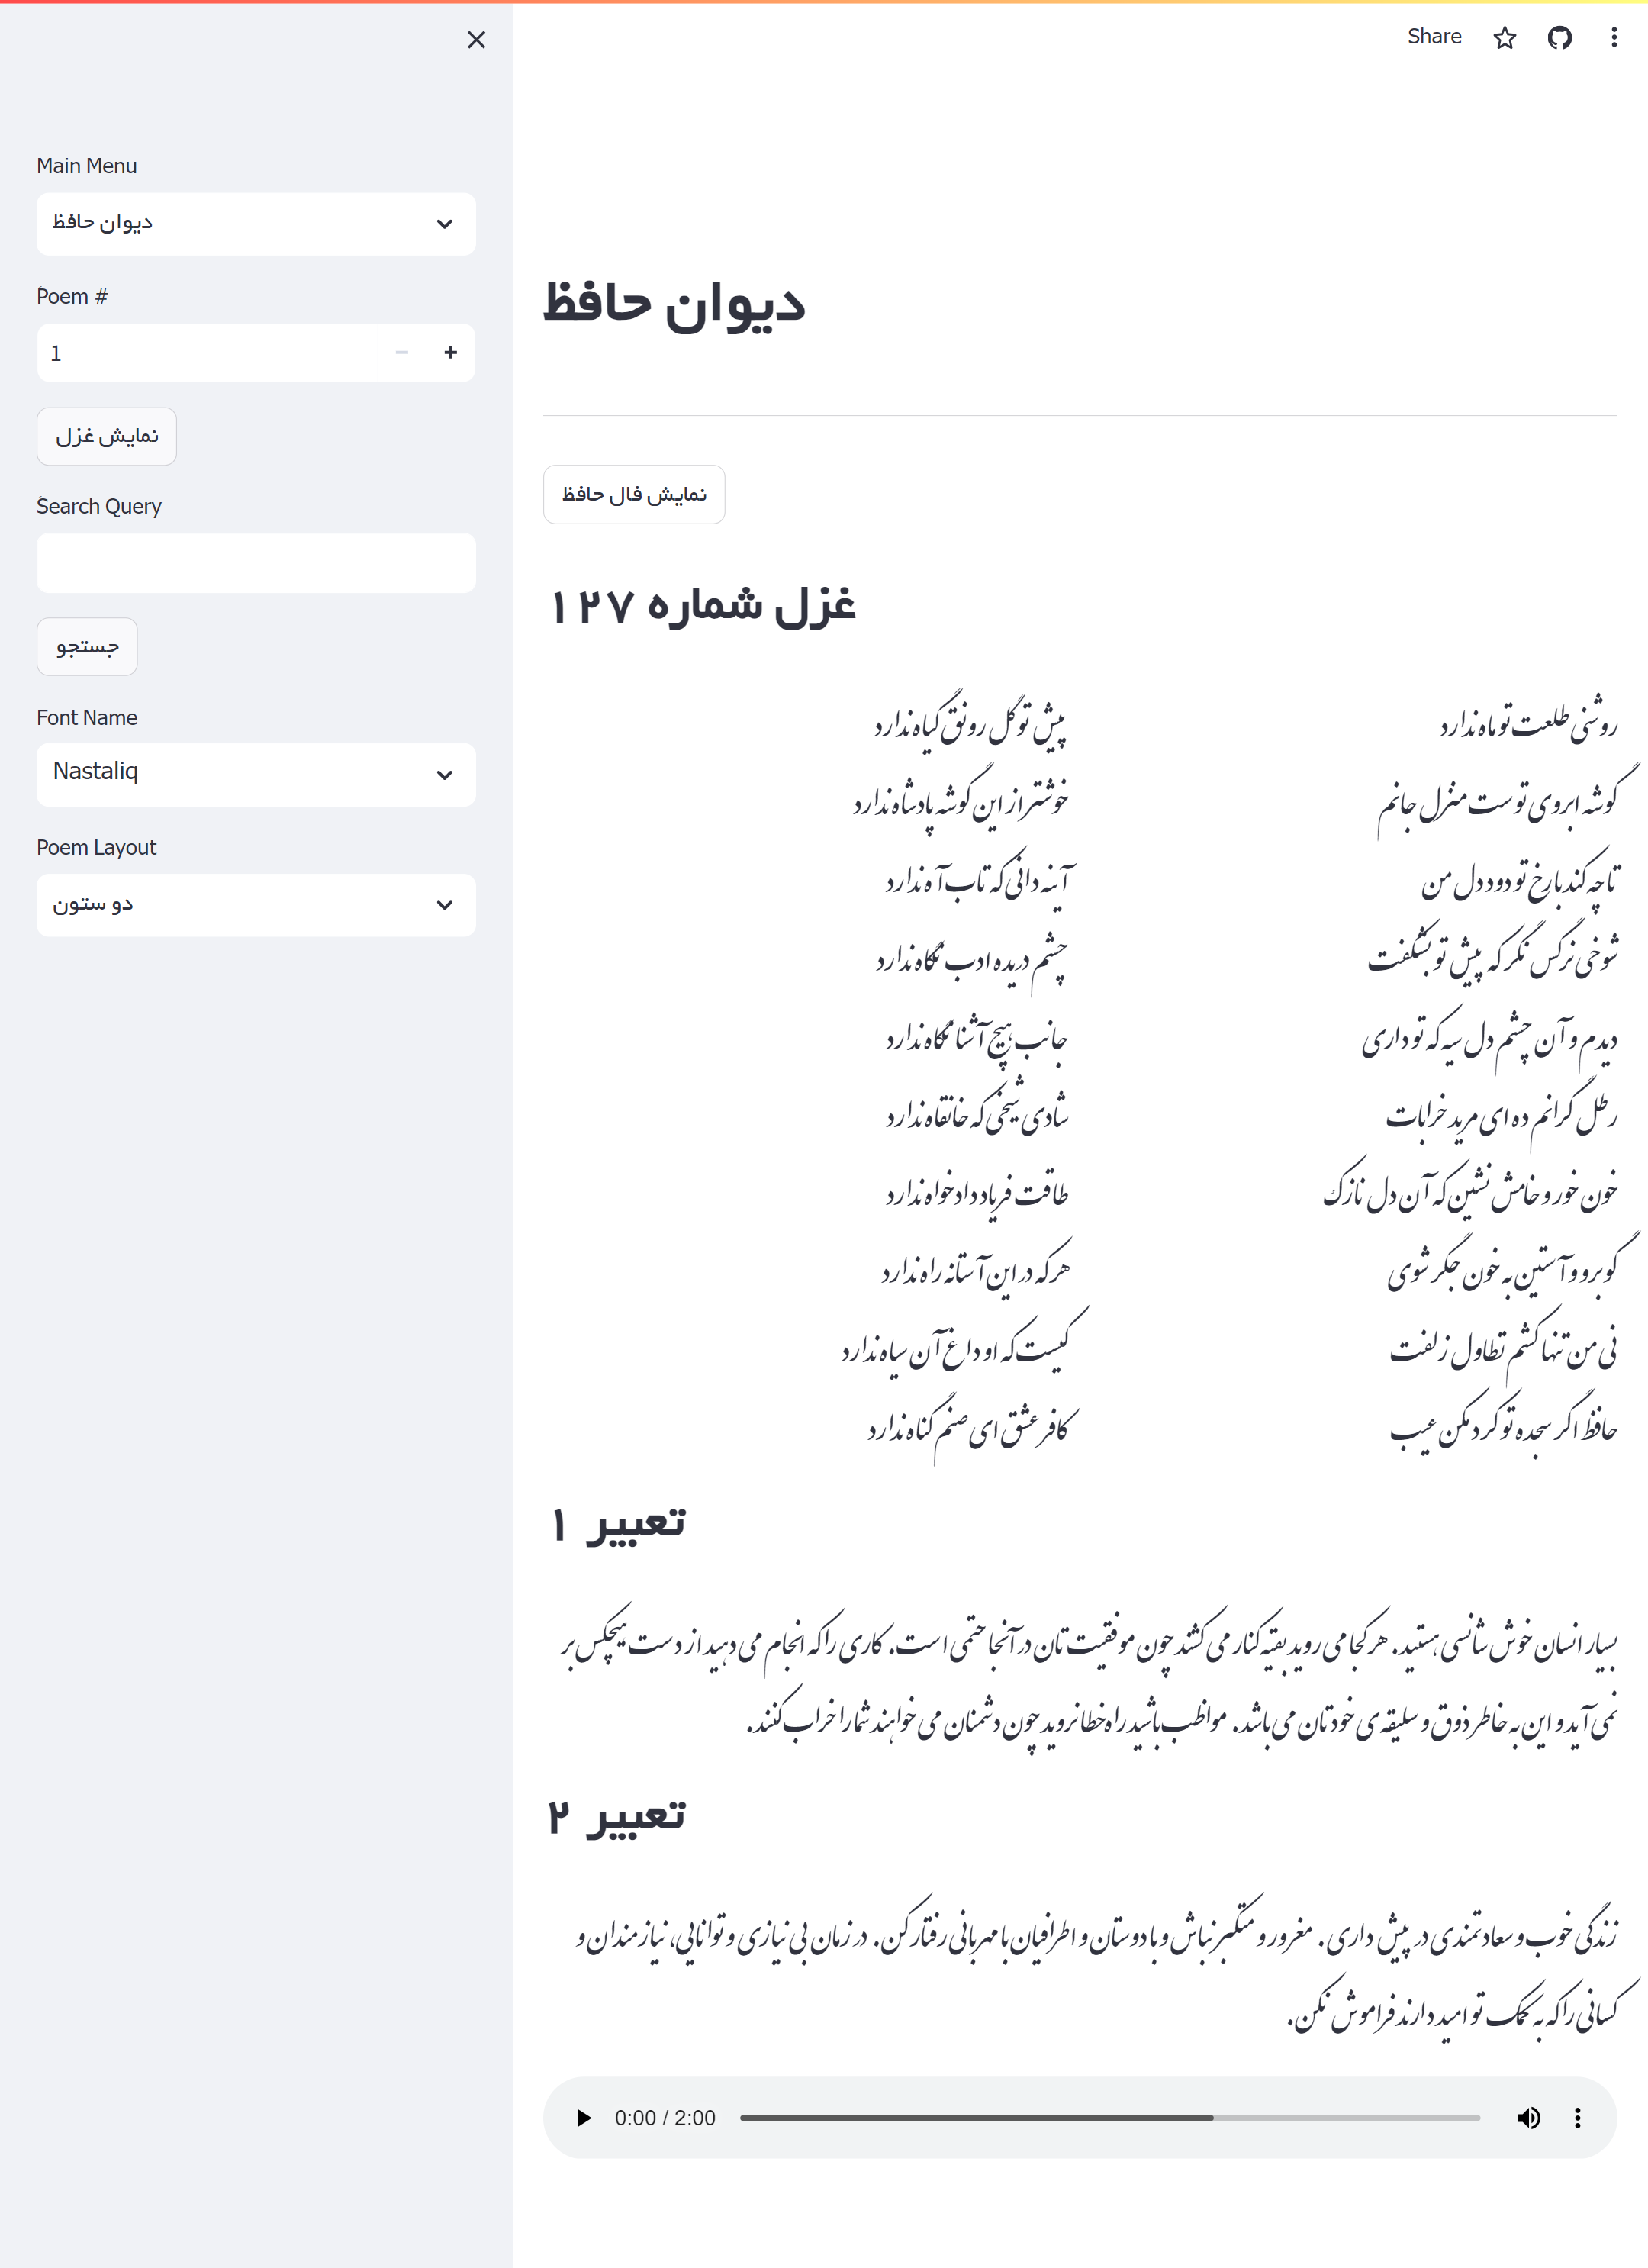 Share
Main Menu
دیوان حافظ
Poem #
1
نمایش غزل
Search Query
جستجو
Font Name
Nastaliq
Poem Layout
دو ستون
دیوان حافظ
نمایش فال حافظ
غزل شماره ۱۲۷
روشنی طلعت تو ماه ندارد پیش تو گل رونق گیاه ندارد
گوشه ابروی توست منزل جانم خوشتر از این گوشه پادشاه ندارد
تا چه کند با رخ تو دود دل من آینه دانی که تاب آه ندارد
شوخی نرگس نگر که پیش تو بشکفت چشم دریده ادب نگاه ندارد
دیدم و آن چشم دل سیه که تو داری جانب هیچ آشنا نگاه ندارد
رطل گرانم ده ای مرید خرابات شادی شیخی که خانقاه ندارد
خون خور و خامش نشین که آن دل نازک طاقت فریاد دادخواه ندارد
گو برو و آستین به خون جگر شوی هر که در این آستانه راه ندارد
نی من تنها کشم تطاول زلفت کیست که او داغ آن سیاه ندارد
حافظ اگر سجده تو کرد مکن عیب کافر عشق ای صنم گناه ندارد
تعبیر ۱
بسیار انسان خوش شانسی هستید. هر کجا می روید بقیه کنار می کشند چون موفقیت تان در آنجا حتمی است. کاری را که انجام می دهید از دست هیچکس بر
نمی آید و این به خاطر ذوق و سلیقه ی خودتان می باشد. مواظب باشید راه خطا نروید چون دشمنان می خواهند شما را خراب کنند.
تعبیر ۲
زندگی خوب و سعادتمندی در پیش داری. مغرور و متکبر نباش و با دوستان و اطرافیان با مهربانی رفتار کن. در زمان بی نیازی و توانایی، نیازمندان و
کسانی را که به کمک تو امید دارند فراموش نکن.
0:00 / 2:00